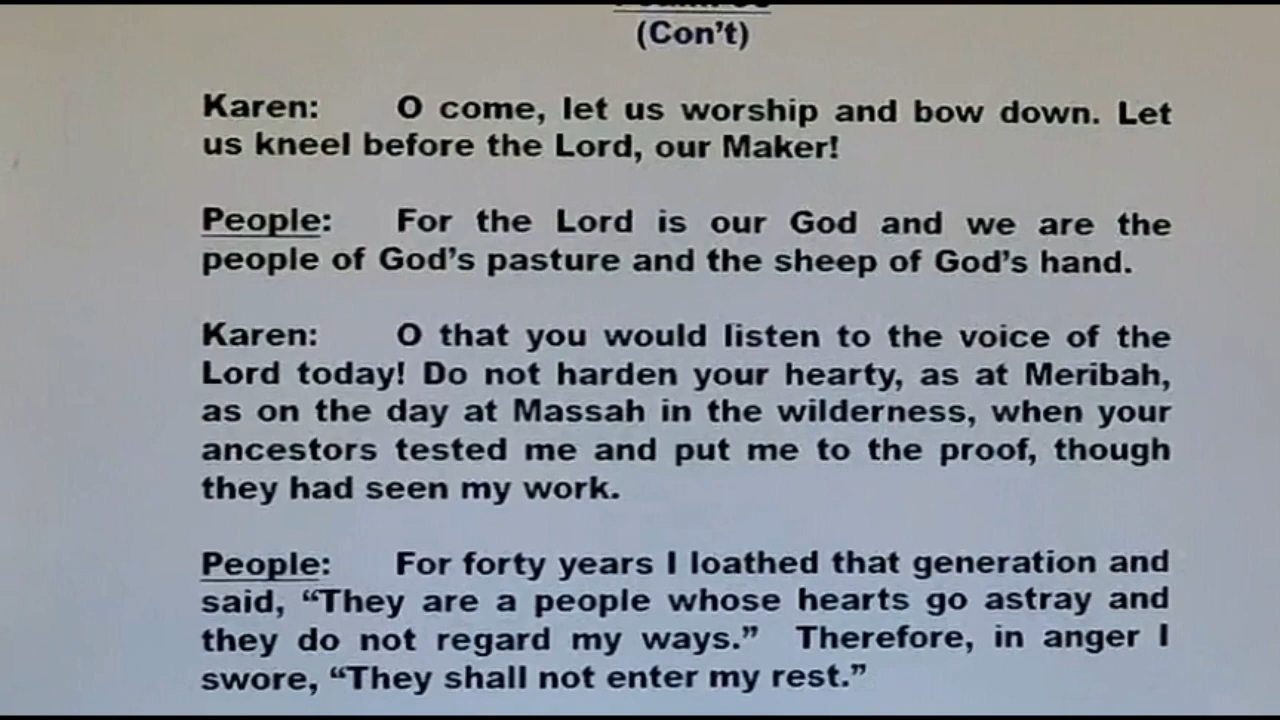 (Con't)
Karen: O come, let us worship and bow down. Let
us kneel before the Lord, our Maker!
People: For the Lord is our God and we are the
people of God's pasture and the sheep of God's hand.
Karen: O that you would listen to the voice of the
Lord today! Do not harden your hearty, as at Meribah,
as on the day at Massah in the wilderness, when your
ancestors tested me and put me to the proof, though
they had seen my work.
People: For forty years I loathed that generation and
said, “They are a people whose hearts go astray and
they do not regard my ways.” Therefore, in anger I
swore, “They shall not enter my rest.”